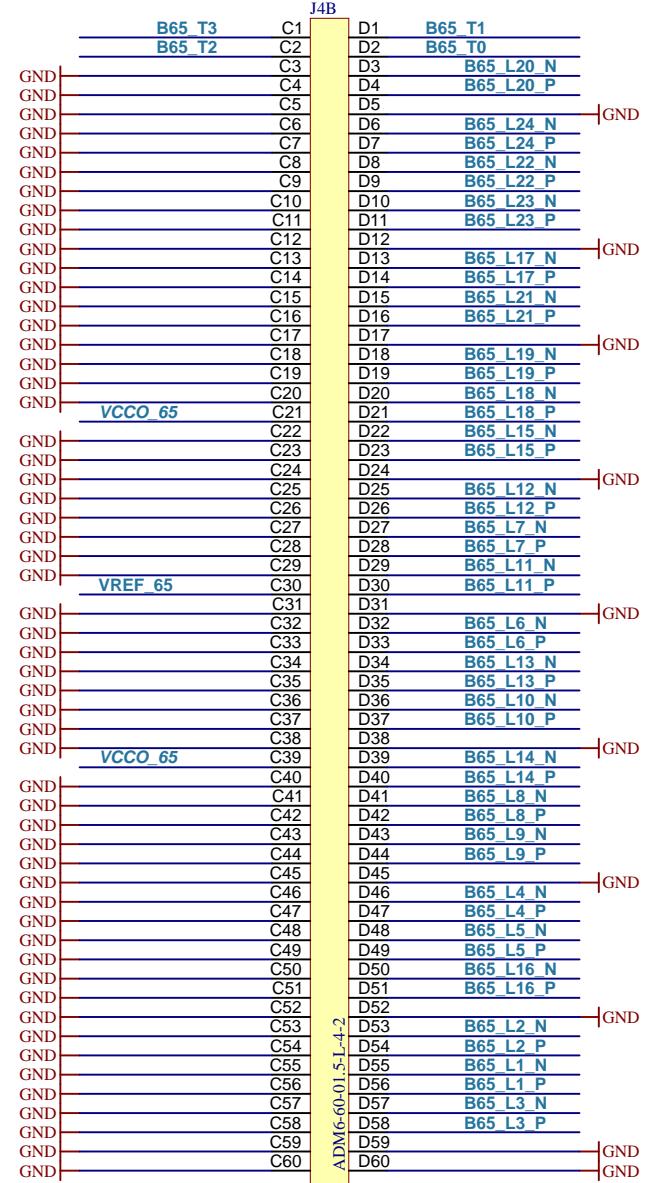 J4B
B65_T3 C1 D1 B65_T1
B65_T2 C2 D2 B65_T0
GND C3 D3 B65_L20_N
GND C4 D4 B65_L20_P
GND C5 D5 GND
GND C6 D6 B65_L24_N
GND C7 D7 B65_L24_P
GND C8 D8 B65_L22_N
GND C9 D9 B65_L22_P
GND C10 D10 B65_L23_N
GND C11 D11 B65_L23_P
GND C12 D12 GND
GND C13 D13 B65_L17_N
GND C14 D14 B65_L17_P
GND C15 D15 B65_L21_N
GND C16 D16 B65_L21_P
GND C17 D17 GND
GND C18 D18 B65_L19_N
GND C19 D19 B65_L19_P
GND C20 D20 B65_L18_N
VCCO_65 C21 D21 B65_L18_P
GND C22 D22 B65_L15_N
GND C23 D23 B65_L15_P
GND C24 D24 GND
GND C25 D25 B65_L12_N
GND C26 D26 B65_L12_P
GND C27 D27 B65_L7_N
GND C28 D28 B65_L7_P
GND C29 D29 B65_L11_N
VREF_65 C30 D30 B65_L11_P
GND C31 D31 GND
GND C32 D32 B65_L6_N
GND C33 D33 B65_L6_P
GND C34 D34 B65_L13_N
GND C35 D35 B65_L13_P
GND C36 D36 B65_L10_N
GND C37 D37 B65_L10_P
GND C38 D38 GND
VCCO_65 C39 D39 B65_L14_N
GND C40 D40 B65_L14_P
GND C41 D41 B65_L8_N
GND C42 D42 B65_L8_P
GND C43 D43 B65_L9_N
GND C44 D44 B65_L9_P
GND C45 D45 GND
GND C46 D46 B65_L4_N
GND C47 D47 B65_L4_P
GND C48 D48 B65_L5_N
GND C49 D49 B65_L5_P
GND C50 D50 B65_L16_N
GND C51 D51 B65_L16_P
GND C52 D52 GND
GND C53 D53 B65_L2_N
GND C54 D54 B65_L2_P
GND C55 D55 B65_L1_N
GND C56 D56 B65_L1_P
GND C57 D57 B65_L3_N
GND C58 D58 B65_L3_P
GND C59 D59 GND
GND C60 D60 GND
ADM6-60-01.5-L-4-2